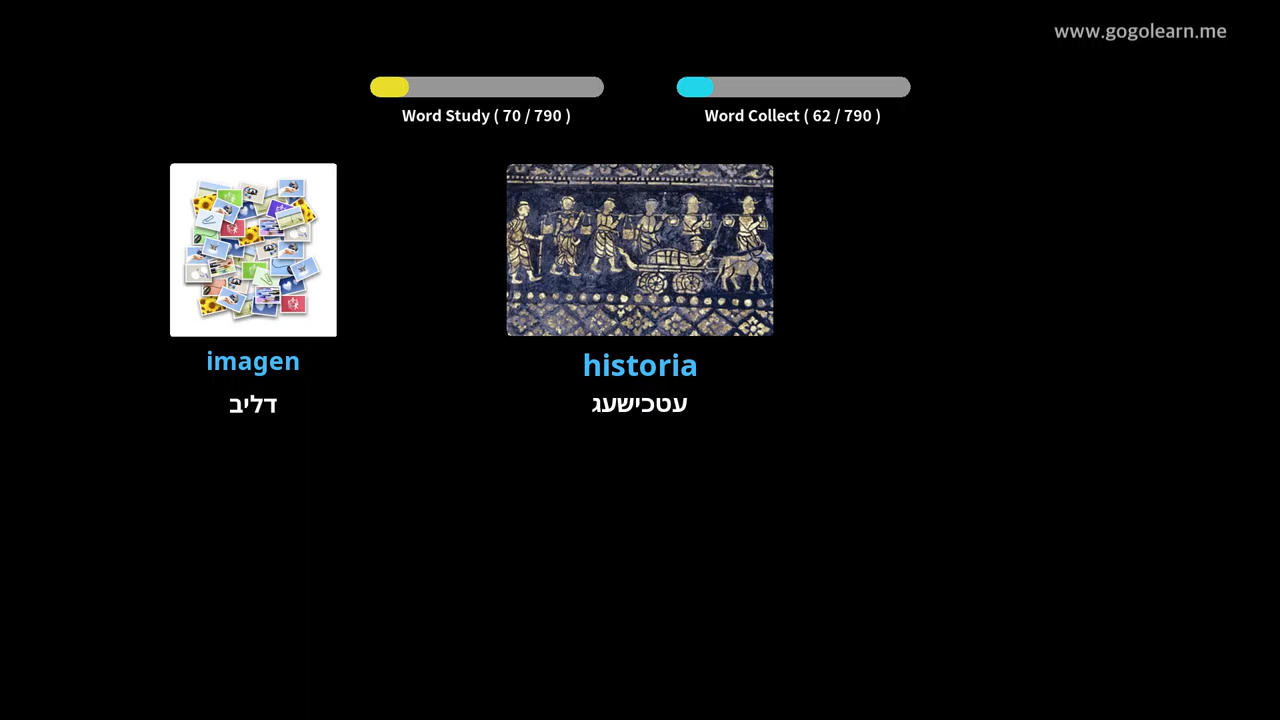 www.gogolearn.me
Word Study ( 70 / 790 )
Word Collect ( 62 / 790 )
imagen
דליב
historia
עטכישעג